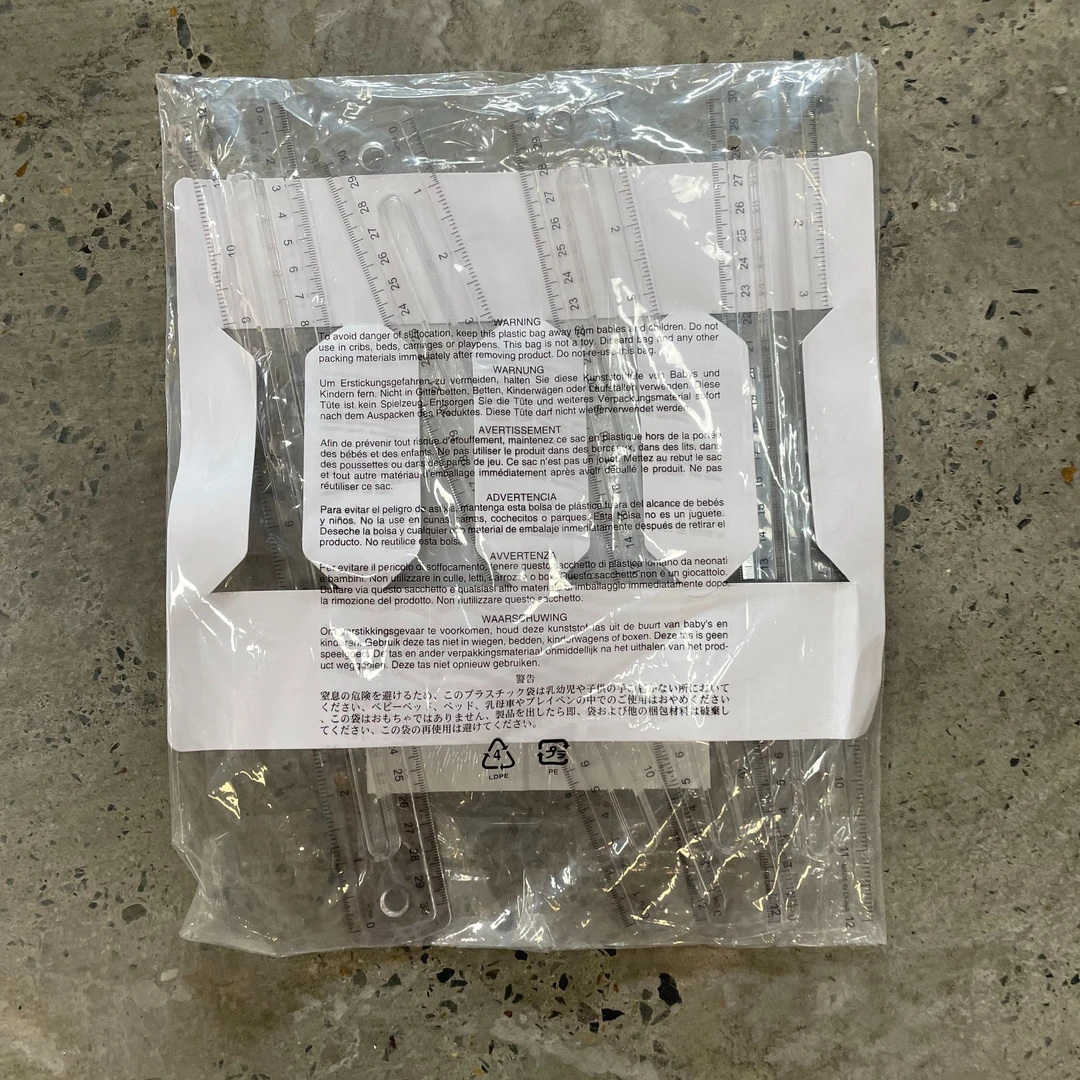 WARNING
To avoid danger of suffocation, keep this plastic bag away from babies and children. Do not
use in cribs, beds, carriages or playpens. This bag is not a toy. Discard bag and any other
packing materials immediately after removing product. Do not re-use this bag.
WARNUNG
Um Erstickungsgefahren zu vermeiden, halten Sie diese Kunststofftüte von Babys und
Kindern fern. Nicht in Gitterbetten, Betten, Kinderwägen oder Laufställen verwenden. Diese
Tüte ist kein Spielzeug. Entsorgen Sie die Tüte und weiteres Verpackungsmaterial sofort
nach dem Auspacken des Produktes. Diese Tüte darf nicht wiederverwendet werden.
AVERTISSEMENT
Afin de prévenir tout risque d'étouffement, maintenez ce sac en plastique hors de la portée
des bébés et des enfants. Ne pas utiliser le produit dans des berceaux, dans des lits, dans
des poussettes ou dans des parcs de jeu. Ce sac n'est pas un jouet. Mettez au rebut le sac
et tout autre matériau d'emballage immédiatement après avoir déballé le produit. Ne pas
réutiliser ce sac.
ADVERTENCIA
Para evitar el peligro de asfixia, mantenga esta bolsa de plástico fuera del alcance de bebés
y niños. No la use en cunas, camas, cochecitos o parques. Esta bolsa no es un juguete.
Deseche la bolsa y cualquier otro material de embalaje inmediatamente después de retirar el
producto. No reutilice esta bolsa.
AVVERTENZA
Per evitare il pericolo di soffocamento, tenere questo sacchetto di plastica lontano da neonati
e bambini. Non utilizzare in culle, letti, carrozzine o box. Questo sacchetto non è un giocattolo.
Buttare via questo sacchetto e qualsiasi altro materiale di imballaggio immediatamente dopo
la rimozione del prodotto. Non riutilizzare questo sacchetto.
WAARSCHUWING
Om verstikkingsgevaar te voorkomen, houd deze kunststof tas uit de buurt van baby's en
kinderen. Gebruik deze tas niet in wiegen, bedden, kinderwagens of boxen. Deze tas is geen
speelgoed. De tas en ander verpakkingsmateriaal onmiddellijk na het uithalen van het prod-
uct weggooien. Deze tas niet opnieuw gebruiken.
警告
窒息の危険を避けるため、このプラスチック袋は乳幼児や子供の手の届かない所において
ください、ベビーベッド、ベッド、乳母車やプレイペンの中でのご使用はおやめください
、この袋はおもちゃではありません、製品を出したら即、袋および他の梱包材料は破棄し
てください、この袋の再使用は避けてください。
4 プラ
LDPE PE